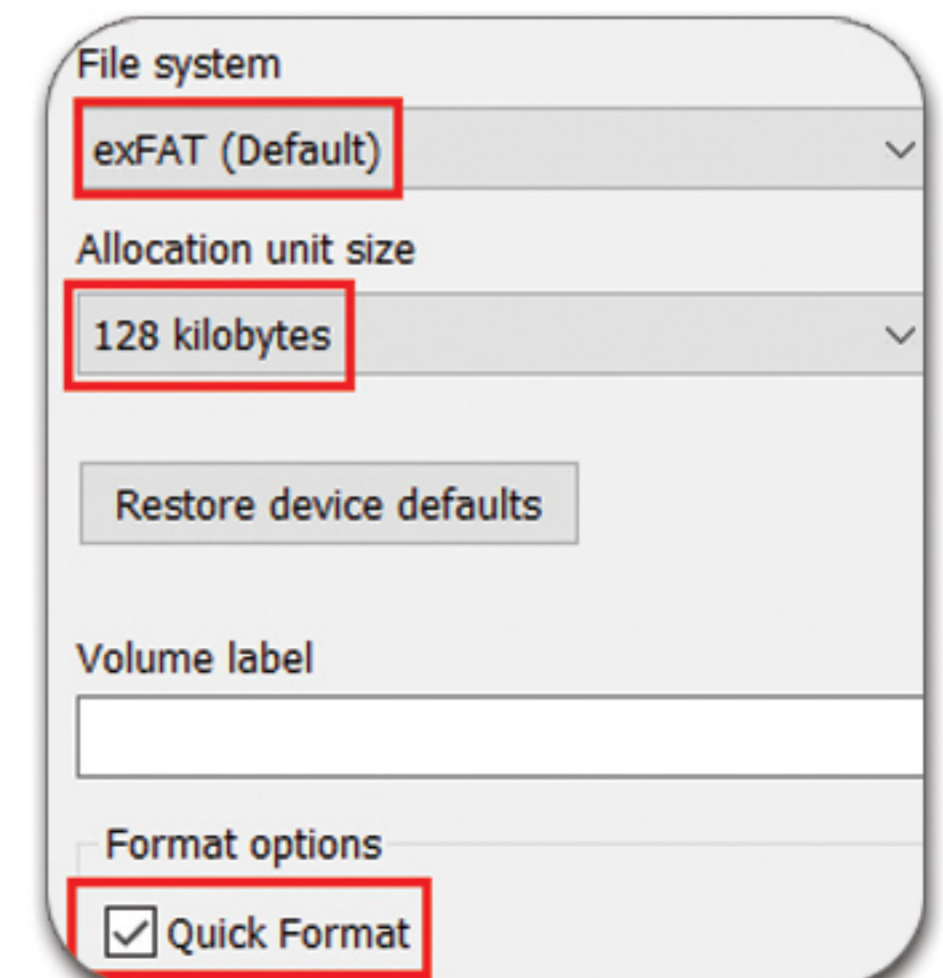 File system
exFAT (Default)
Allocation unit size
128 kilobytes
Restore device defaults
Volume label
Format options
Quick Format